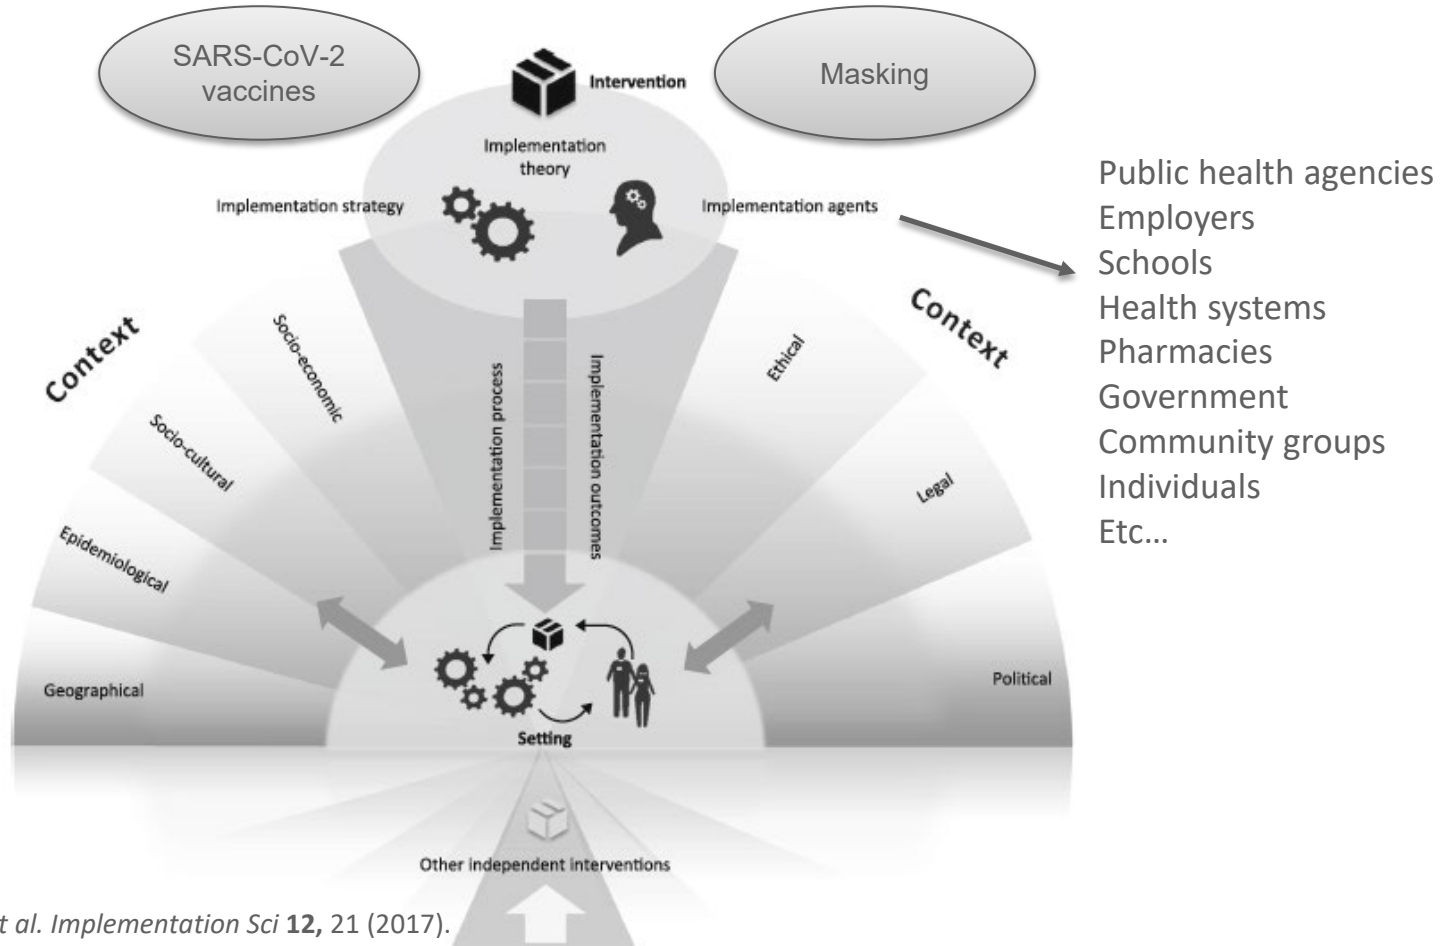 SARS-CoV-2
vaccines
Masking
Intervention
Implementation
theory
Implementation strategy
Implementation agents
Public health agencies
Employers
Schools
Health systems
Pharmacies
Government
Community groups
Individuals
Etc...
Context
Context
Socio-economic
Socio-cultural
Epidemiological
Geographical
Implementation process
Implementation outcomes
Ethical
Legal
Political
Setting
Other independent interventions
t al. Implementation Sci 12, 21 (2017).